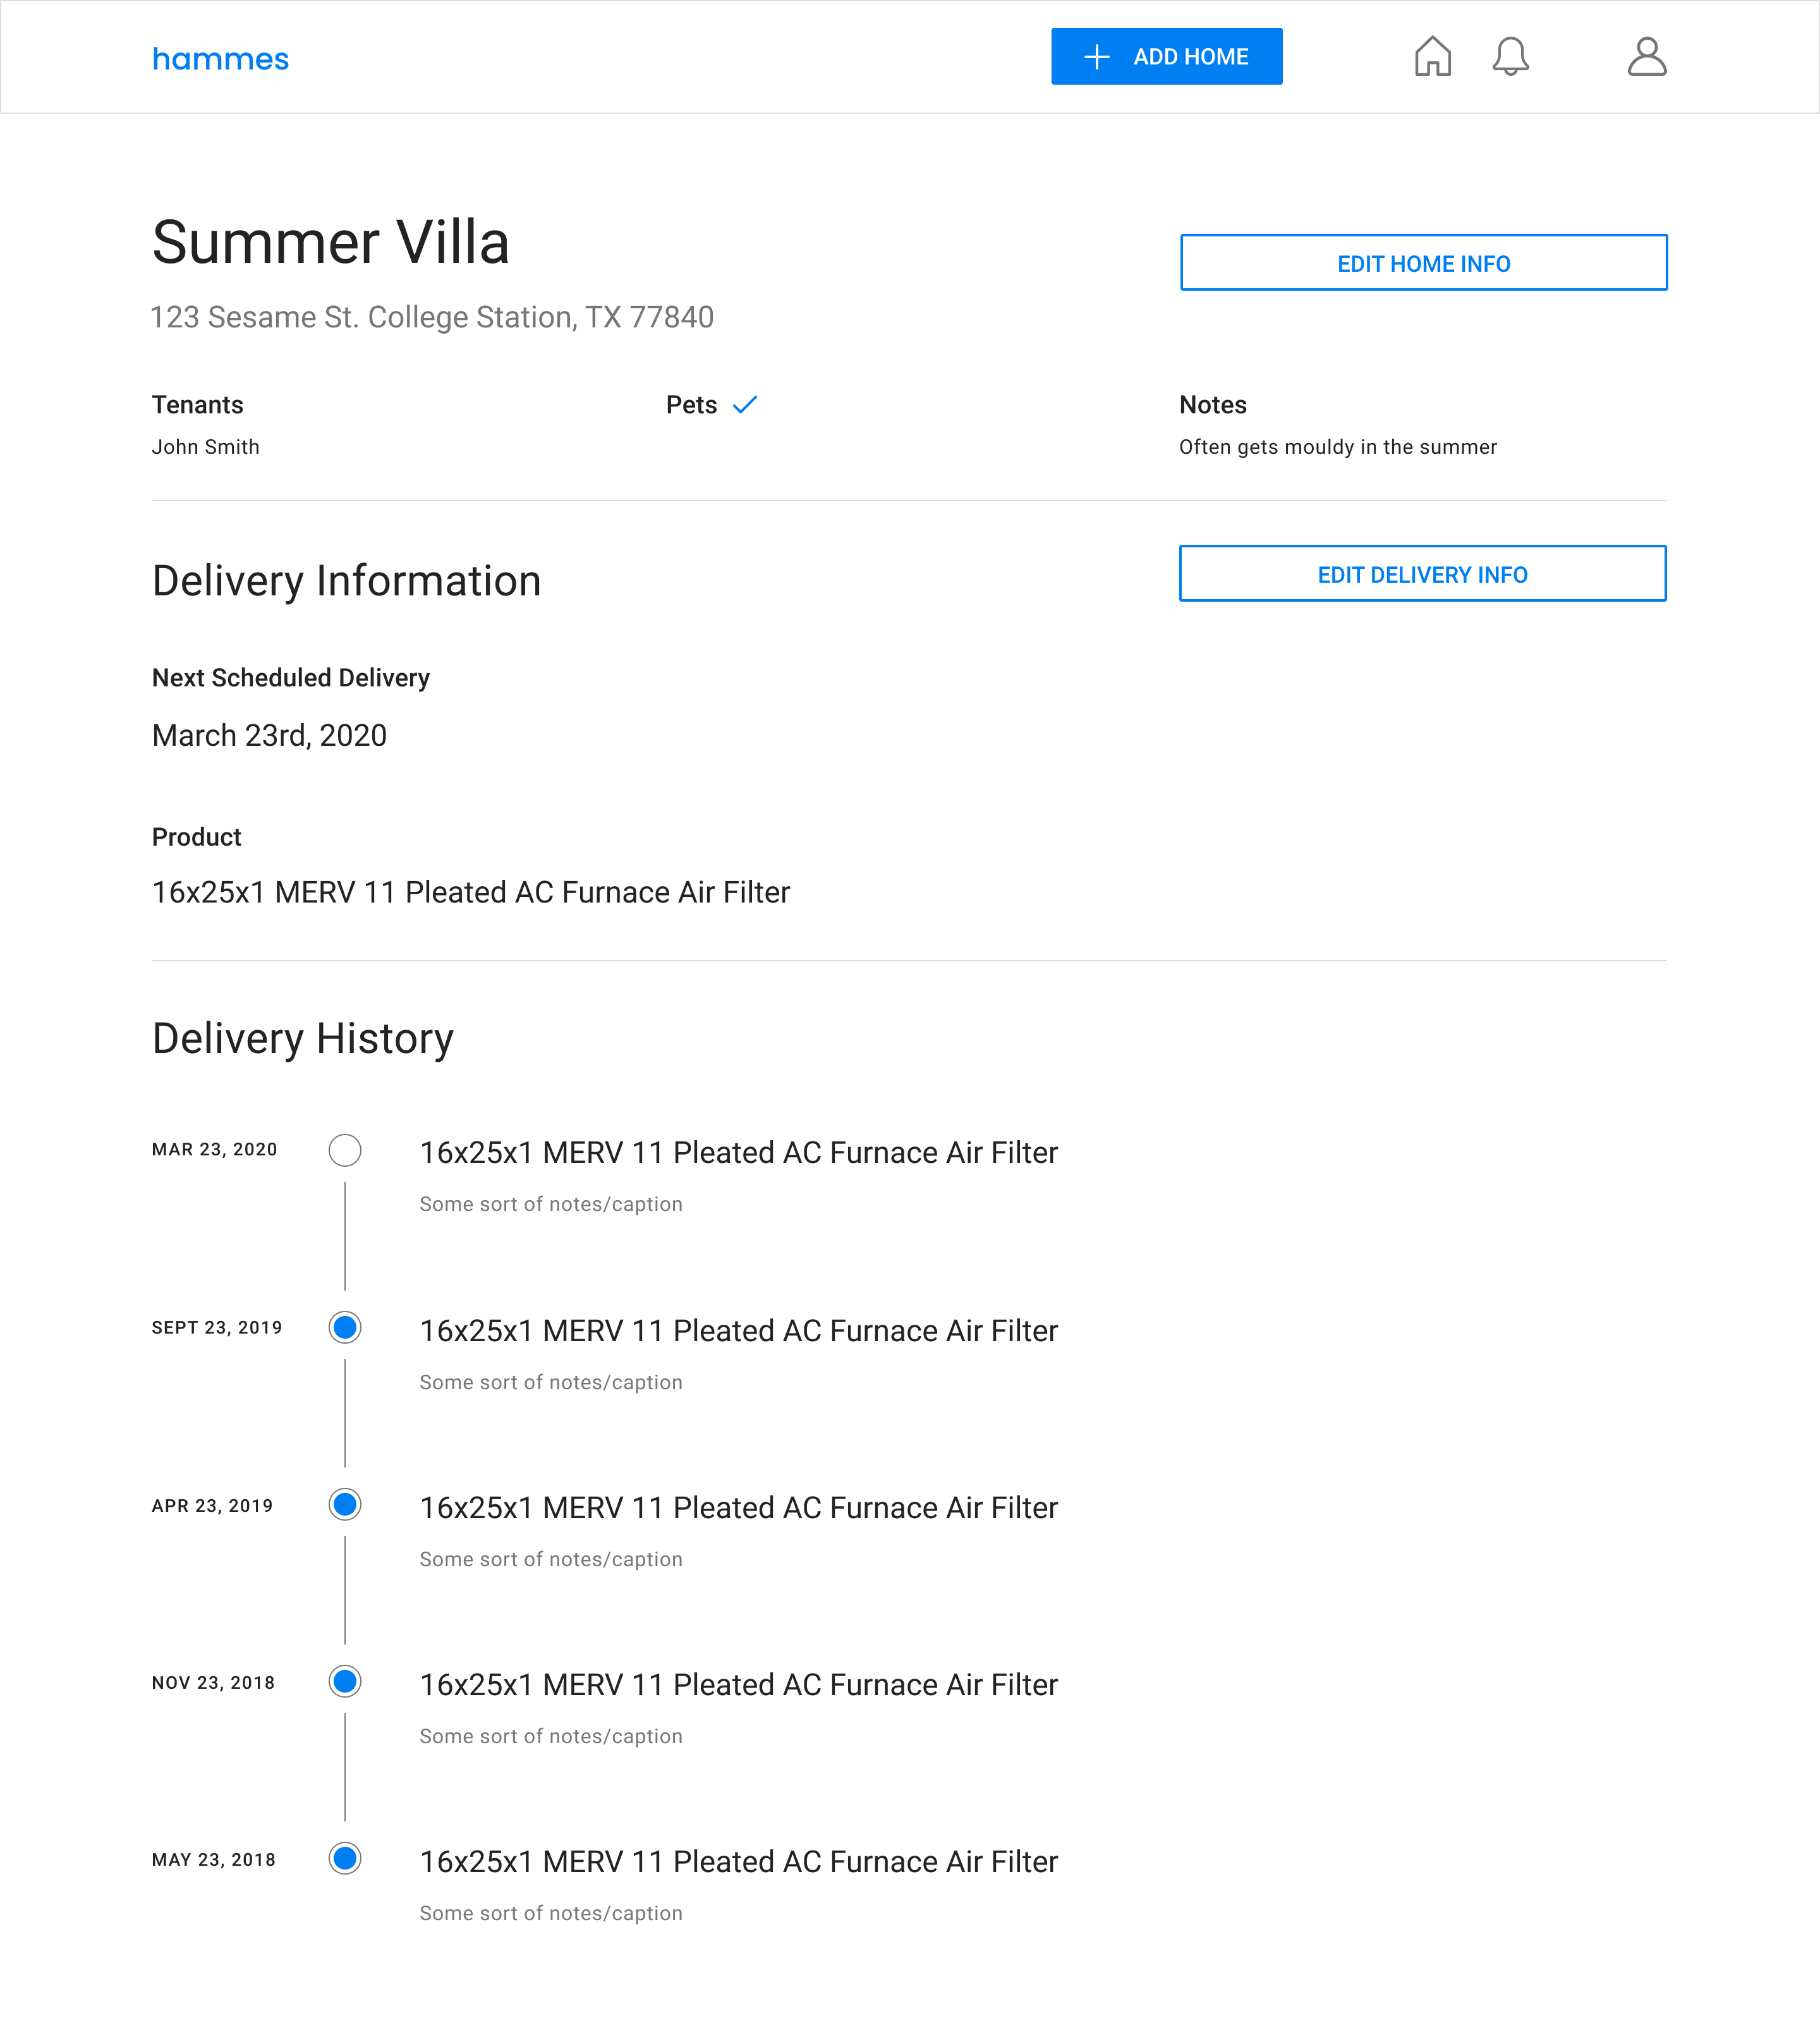 hammes
ADD HOME
Summer Villa
EDIT HOME INFO
123 Sesame St. College Station, TX 77840
Tenants
Pets
Notes
John Smith
Often gets mouldy in the summer
Delivery Information
EDIT DELIVERY INFO
Next Scheduled Delivery
March 23rd, 2020
Product
16x25x1 MERV 11 Pleated AC Furnace Air Filter
Delivery History
MAR 23, 2020
16x25x1 MERV 11 Pleated AC Furnace Air Filter
Some sort of notes/caption
SEPT 23, 2019
16x25x1 MERV 11 Pleated AC Furnace Air Filter
Some sort of notes/caption
APR 23, 2019
16x25x1 MERV 11 Pleated AC Furnace Air Filter
Some sort of notes/caption
NOV 23, 2018
16x25x1 MERV 11 Pleated AC Furnace Air Filter
Some sort of notes/caption
MAY 23, 2018
16x25x1 MERV 11 Pleated AC Furnace Air Filter
Some sort of notes/caption